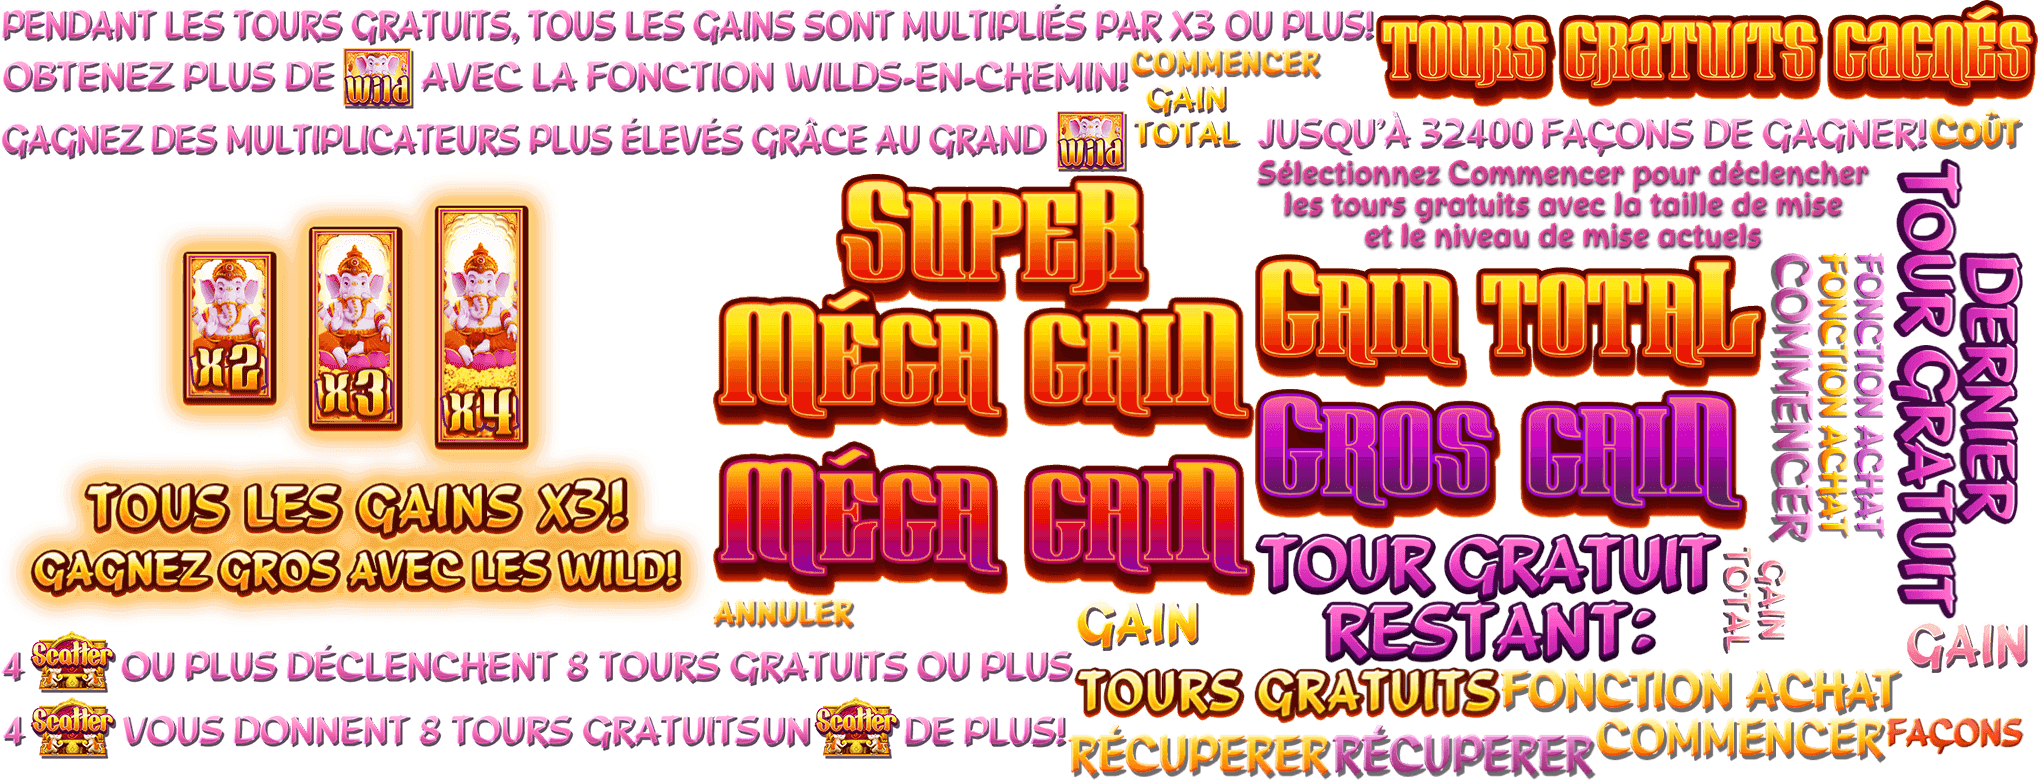 PENDANT LES TOURS GRATUITS, TOUS LES GAINS SONT MULTIPLIÉS PAR X3 OU PLUS!
TOURS GRATUITS GAGNÉS
OBTENEZ PLUS DE Wild AVEC LA FONCTION WILDS-EN-CHEMIN!
COMMENCER
GAIN
TOTAL
GAGNEZ DES MULTIPLICATEURS PLUS ÉLEVÉS GRÂCE AU GRAND Wild
JUSQU'À 32400 FAÇONS DE GAGNER!
COÛT
Sélectionnez Commencer pour déclencher
les tours gratuits avec la taille de mise
et le niveau de mise actuels
x2
x3
x4
TOUS LES GAINS X3!
GAGNEZ GROS AVEC LES WILD!
SUPER
MÉGA GAIN
MÉGA GAIN
GAIN TOTAL
GROS GAIN
COMMENCER
FONCTION ACHAT
FONCTION ACHAT
DERNIER
TOUR GRATUIT
TOUR GRATUIT
RESTANT:
GAIN
TOTAL
ANNULER
GAIN
GAIN
4 Scatter OU PLUS DÉCLENCHENT 8 TOURS GRATUITS OU PLUS
TOURS GRATUITS
FONCTION ACHAT
4 Scatter VOUS DONNENT 8 TOURS GRATUITS
UN Scatter DE PLUS!
RÉCUPERER
RÉCUPERER
COMMENCER
FAÇONS